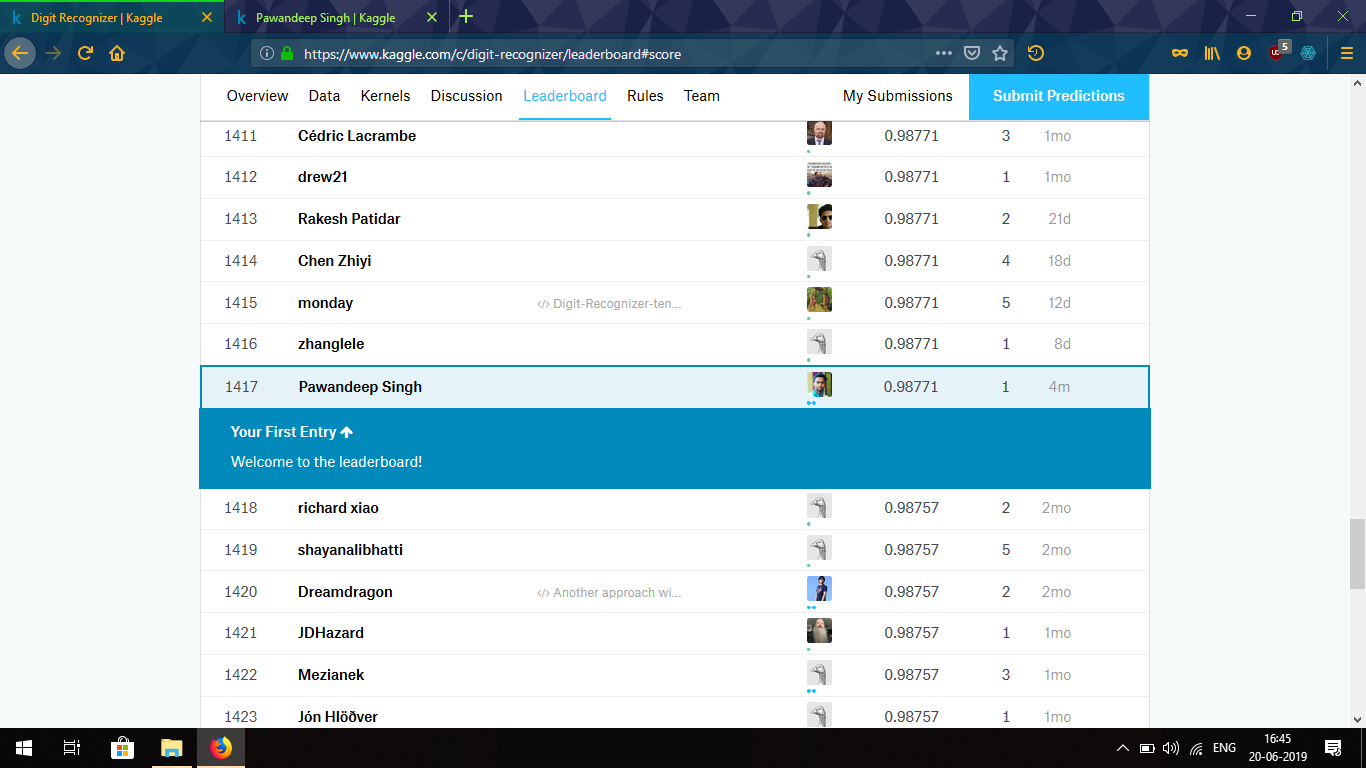 Digit Recognizer | Kaggle
Pawandeep Singh | Kaggle
https://www.kaggle.com/c/digit-recognizer/leaderboard#score
5
Overview Data Kernels Discussion Leaderboard Rules Team My Submissions Submit Predictions
1411 Cédric Lacrambe 0.98771 3 1mo
1412 drew21 0.98771 1 1mo
1413 Rakesh Patidar 0.98771 2 21d
1414 Chen Zhiyi 0.98771 4 18d
1415 monday </> Digit-Recognizer-ten... 0.98771 5 12d
1416 zhanglele 0.98771 1 8d
1417 Pawandeep Singh 0.98771 1 4m
Your First Entry
Welcome to the leaderboard!
1418 richard xiao 0.98757 2 2mo
1419 shayanalibhatti 0.98757 5 2mo
1420 Dreamdragon </> Another approach wi... 0.98757 2 2mo
1421 JDHazard 0.98757 1 1mo
1422 Mezianek 0.98757 3 1mo
1423 Jón Hlöðver 0.98757 1 1mo
ENG
16:45
20-06-2019